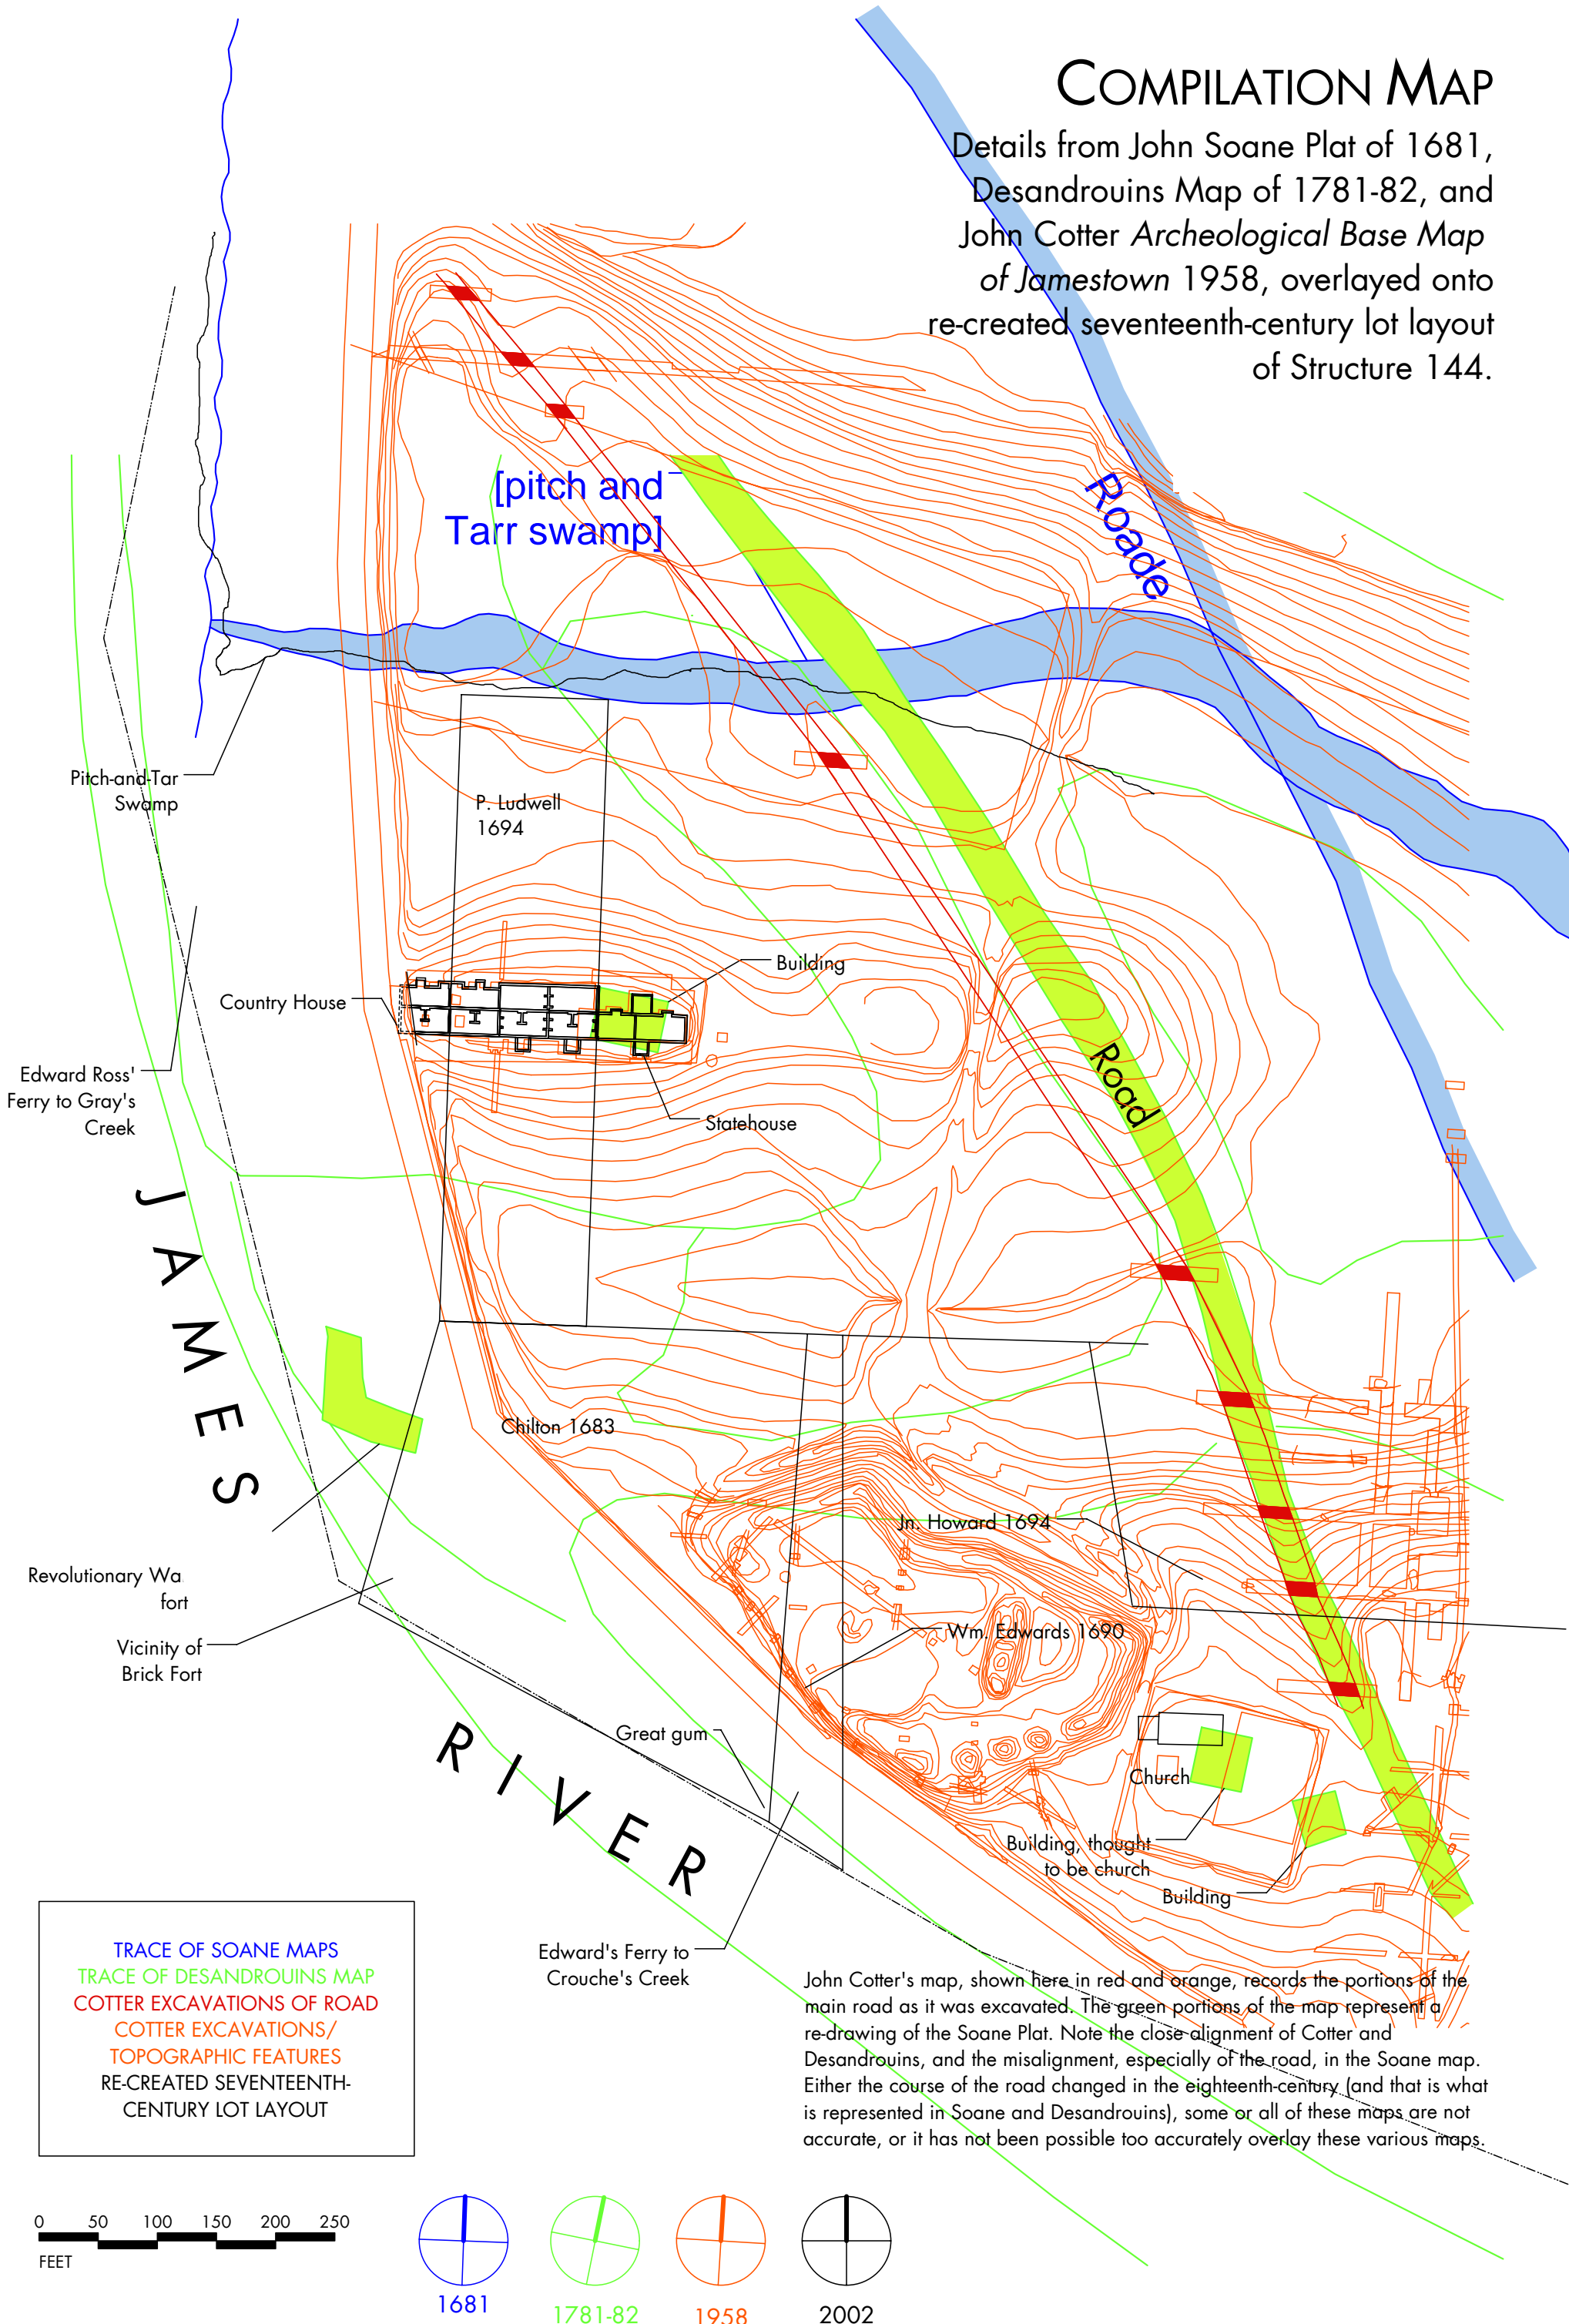 COMPILATION MAP
Details from John Soane Plat of 1681,
Desandrouins Map of 1781-82, and
John Cotter Archeological Base Map
of Jamestown 1958, overlayed onto
re-created seventeenth-century lot layout
of Structure 144.
[pitch and
Tarr swamp]
Roade
Pitch-and-Tar
Swamp
P. Ludwell
1694
Building
Country House
Edward Ross'
Ferry to Gray's
Creek
Road
Statehouse
JAMES
Chilton 1683
Jn. Howard 1694
Revolutionary Wa
fort
Vicinity of
Brick Fort
Wm. Edwards 1690
Great gum
RIVER
Church
Building, thought
to be church
Building
Edward's Ferry to
Crouche's Creek
TRACE OF SOANE MAPS
TRACE OF DESANDROUINS MAP
COTTER EXCAVATIONS OF ROAD
COTTER EXCAVATIONS/
TOPOGRAPHIC FEATURES
RE-CREATED SEVENTEENTH-
CENTURY LOT LAYOUT
John Cotter's map, shown here in red and orange, records the portions of the
main road as it was excavated. The green portions of the map represent a
re-drawing of the Soane Plat. Note the close alignment of Cotter and
Desandrouins, and the misalignment, especially of the road, in the Soane map.
Either the course of the road changed in the eighteenth-century (and that is what
is represented in Soane and Desandrouins), some or all of these maps are not
accurate, or it has not been possible too accurately overlay these various maps.
0 50 100 150 200 250
FEET
1681
1781-82
1958
2002